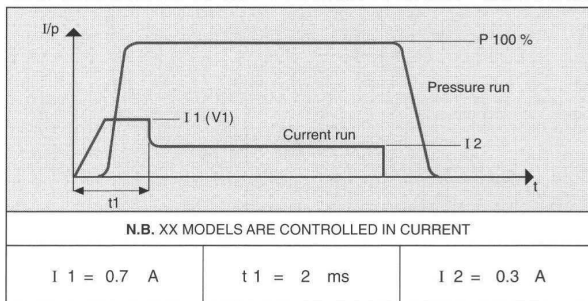 I/p
P 100 %
Pressure run
I 1 (V1)
Current run
I 2
t1
t
N.B. XX MODELS ARE CONTROLLED IN CURRENT
I 1 = 0.7 A
t 1 = 2 ms
I 2 = 0.3 A